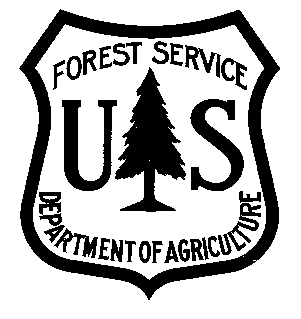 FOREST SERVICE
U S
DEPARTMENT OF AGRICULTURE